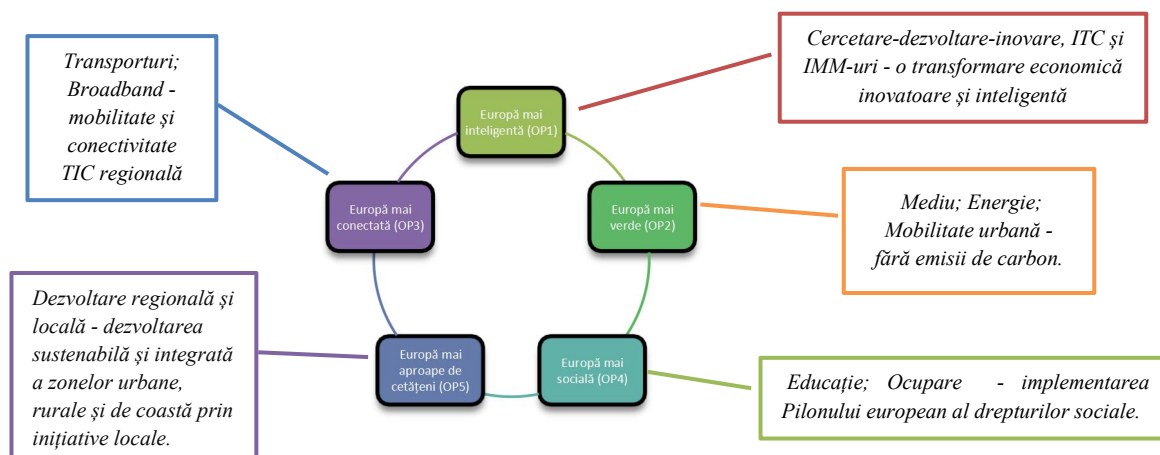 Transporturi;
Broadband -
mobilitate și
conectivitate
TIC regională
Cercetare-dezvoltare-inovare, ITC și
IMM-uri - o transformare economică
inovatoare și inteligentă
Europă mai
inteligentă (OP1)
Europă mai
conectată (OP3)
Europă mai
verde (OP2)
Mediu; Energie;
Mobilitate urbană -
fără emisii de carbon.
Dezvoltare regională și
locală - dezvoltarea
sustenabilă și integrată
a zonelor urbane,
rurale și de coastă prin
inițiative locale.
Europă mai
aproape de
cetățeni (OP5)
Europă mai
socială (OP4)
Educație; Ocupare - implementarea
Pilonului european al drepturilor sociale.